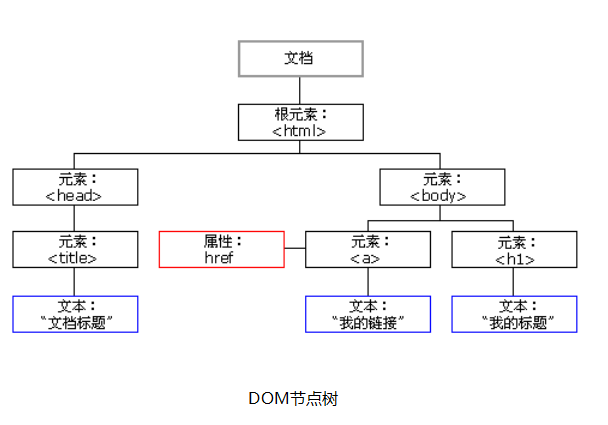 文档
根元素：
<html>
元素：
<head>
元素：
<body>
元素：
<title>
属性：
href
元素：
<a>
元素：
<h1>
文本：
“文档标题”
文本：
“我的链接”
文本：
“我的标题”
DOM节点树